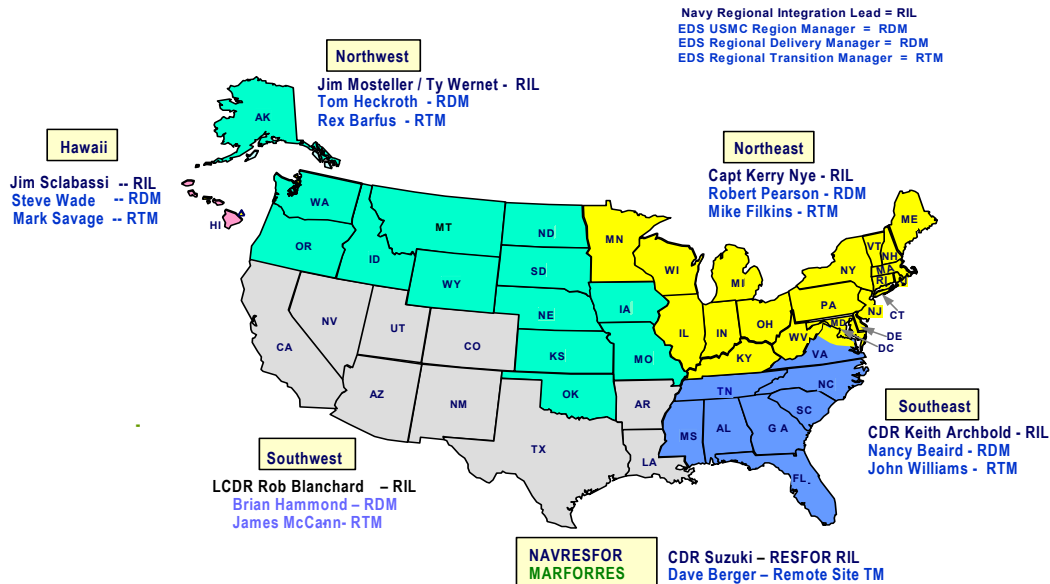 Navy Regional Integration Lead = RIL
EDS USMC Region Manager = RDM
EDS Regional Delivery Manager = RDM
EDS Regional Transition Manager = RTM
Northwest
Jim Mosteller / Ty Wernet - RIL
Tom Heckroth - RDM
Rex Barfus - RTM
Hawaii
Jim Sclabassi -- RIL
Steve Wade -- RDM
Mark Savage -- RTM
Northeast
Capt Kerry Nye - RIL
Robert Pearson - RDM
Mike Filkins - RTM
AK
HI
WA
OR
ID
MT
WY
ND
SD
NE
KS
OK
IA
MO
MN
WI
MI
IL
IN
OH
KY
WV
PA
NY
VT
NH
ME
MA
RI
CT
NJ
DE
MD
DC
VA
NC
SC
TN
MS
AL
G A
FL
CA
NV
UT
CO
AZ
NM
TX
AR
LA
Southeast
CDR Keith Archbold - RIL
Nancy Beaird - RDM
John Williams - RTM
Southwest
LCDR Rob Blanchard – RIL
Brian Hammond – RDM
James McCann- RTM
NAVRESFOR
MARFORRES
CDR Suzuki – RESFOR RIL
Dave Berger – Remote Site TM